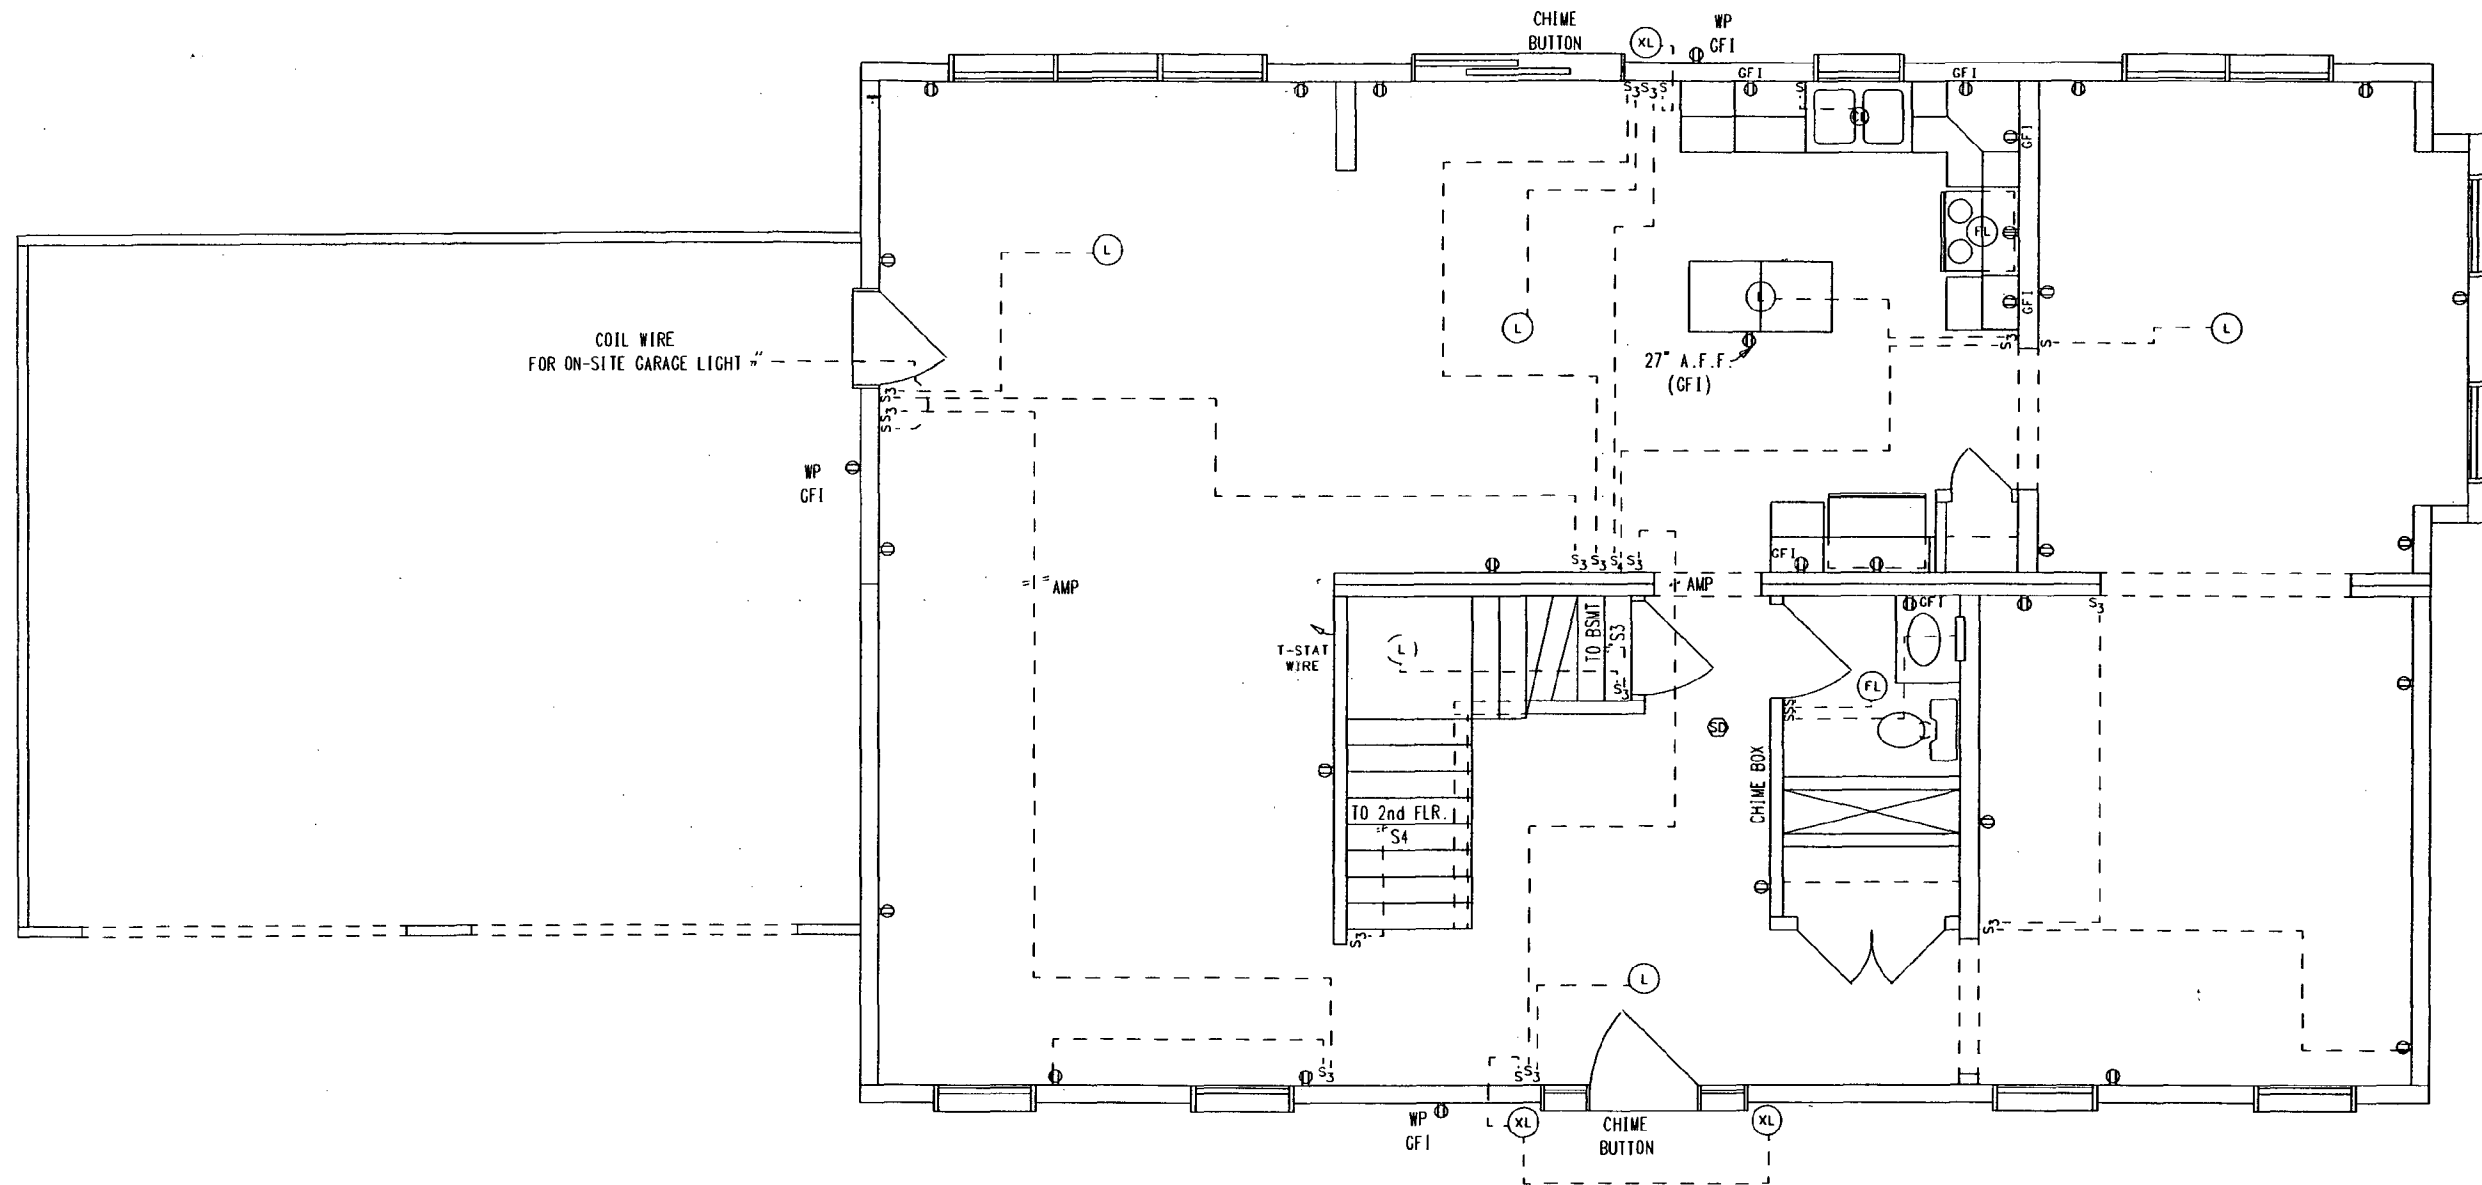 CHIME
BUTTON
XL
WP
GFI
GFI
GFI
S3 S3 S
S
GFI
L
L
FL
GFI
L
L
COIL WIRE
FOR ON-SITE GARAGE LIGHT
27" A.F.F.
(GFI)
S3
S
S3
S3
S
S
WP
GFI
GFI
S3 S3 S4 S3
AMP
AMP
GFI
S3
T-STAT
WIRE
L
TO BSMT
S3
S3
FL
SSS
SD
CHIME BOX
TO 2nd FLR.
S4
S3
S3
L
S3
S S3
L
XL
XL
WP
GFI
CHIME
BUTTON